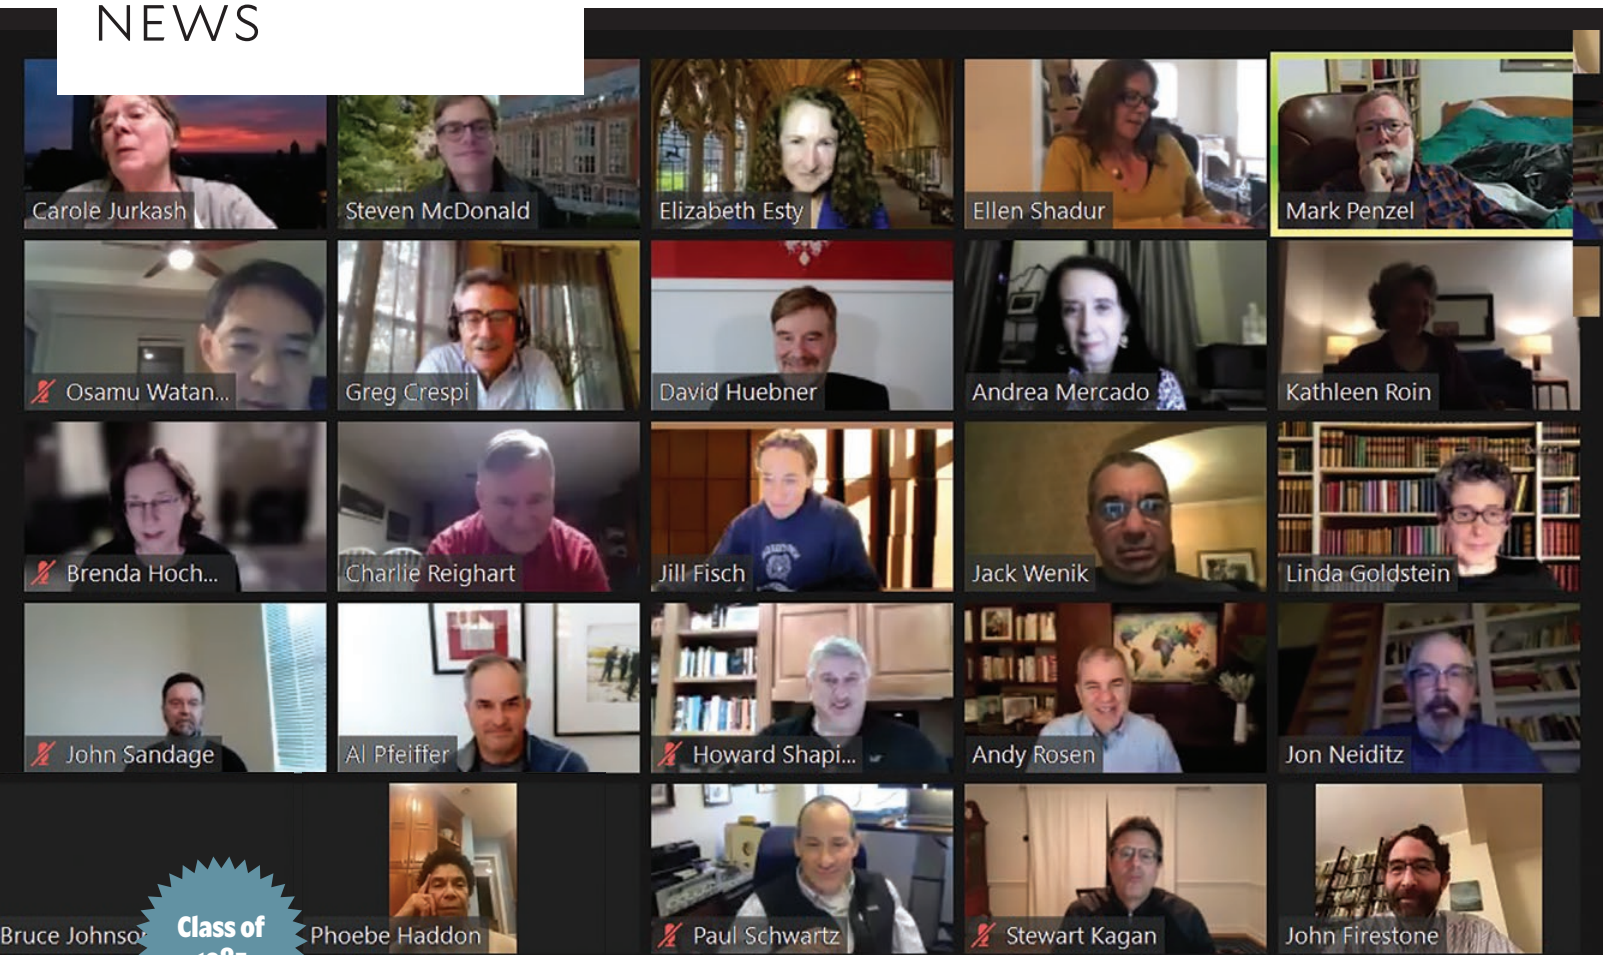 NEWS
Carole Jurkash
Steven McDonald
Elizabeth Esty
Ellen Shadur
Mark Penzel
Osamu Watan...
Greg Crespi
David Huebner
Andrea Mercado
Kathleen Roin
Brenda Hoch...
Charlie Reighart
Jill Fisch
Jack Wenik
Linda Goldstein
John Sandage
Al Pfeiffer
Howard Shapi...
Andy Rosen
Jon Neiditz
Bruce Johnso
Phoebe Haddon
Paul Schwartz
Stewart Kagan
John Firestone
Class of